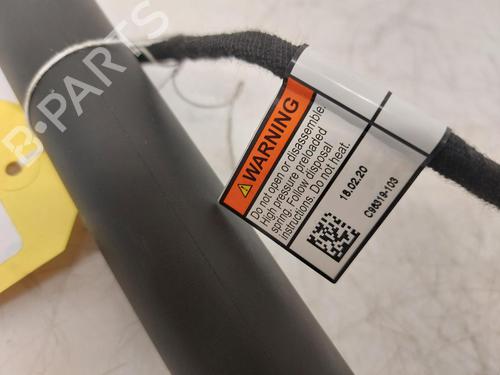 B-PARTS
WARNING
Do not open or disassemble.
High pressure preloaded
spring. Follow disposal
instructions. Do not heat.
18.02.20
C98319-103